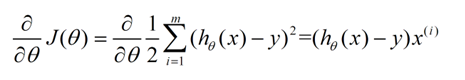 ∂/∂θ J(θ) = ∂/∂θ 1/2 ∑_{i=1}^{m} (h_θ(x) − y)² =(h_θ(x) − y)x^{(i)}